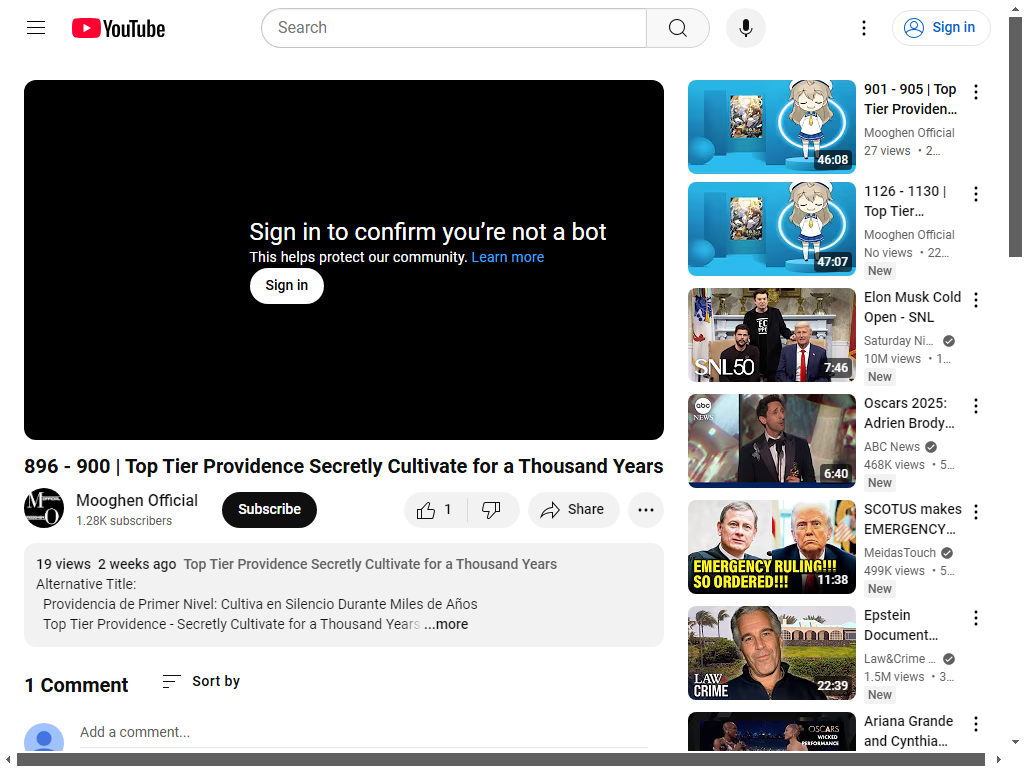 YouTube
Search
Sign in
Sign in to confirm you’re not a bot
This helps protect our community. Learn more
Sign in
896 - 900 | Top Tier Providence Secretly Cultivate for a Thousand Years
Mooghen Official
1.28K subscribers
Subscribe
1
Share
19 views 2 weeks ago Top Tier Providence Secretly Cultivate for a Thousand Years
Alternative Title:
Providencia de Primer Nivel: Cultiva en Silencio Durante Miles de Años
Top Tier Providence - Secretly Cultivate for a Thousand Years ...more
1 Comment
Sort by
Add a comment...
46:08
901 - 905 | Top
Tier Providen...
Mooghen Official
27 views • 2...
47:07
1126 - 1130 |
Top Tier...
Mooghen Official
No views • 22...
New
SNL50
7:46
Elon Musk Cold
Open - SNL
Saturday Ni...
10M views • 1...
New
abc
NEWS
6:40
Oscars 2025:
Adrien Brody...
ABC News
468K views • 5...
New
EMERGENCY RULING!!!
SO ORDERED!!!
11:38
SCOTUS makes
EMERGENCY...
MeidasTouch
499K views • 5...
New
LAW
CRIME
22:39
Epstein
Document...
Law&Crime ...
1.5M views • 3...
New
OSCARS
WICKED
PERFORMANCE
Ariana Grande
and Cynthia...